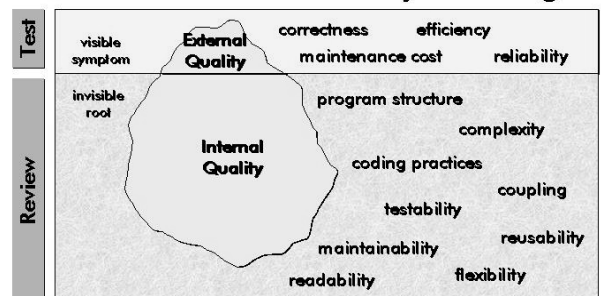 Test
visible
symptom
External
Quality
correctness
efficiency
maintenance cost
reliability
Review
invisible
root
Internal
Quality
program structure
complexity
coding practices
coupling
testability
reusability
maintainability
flexibility
readability